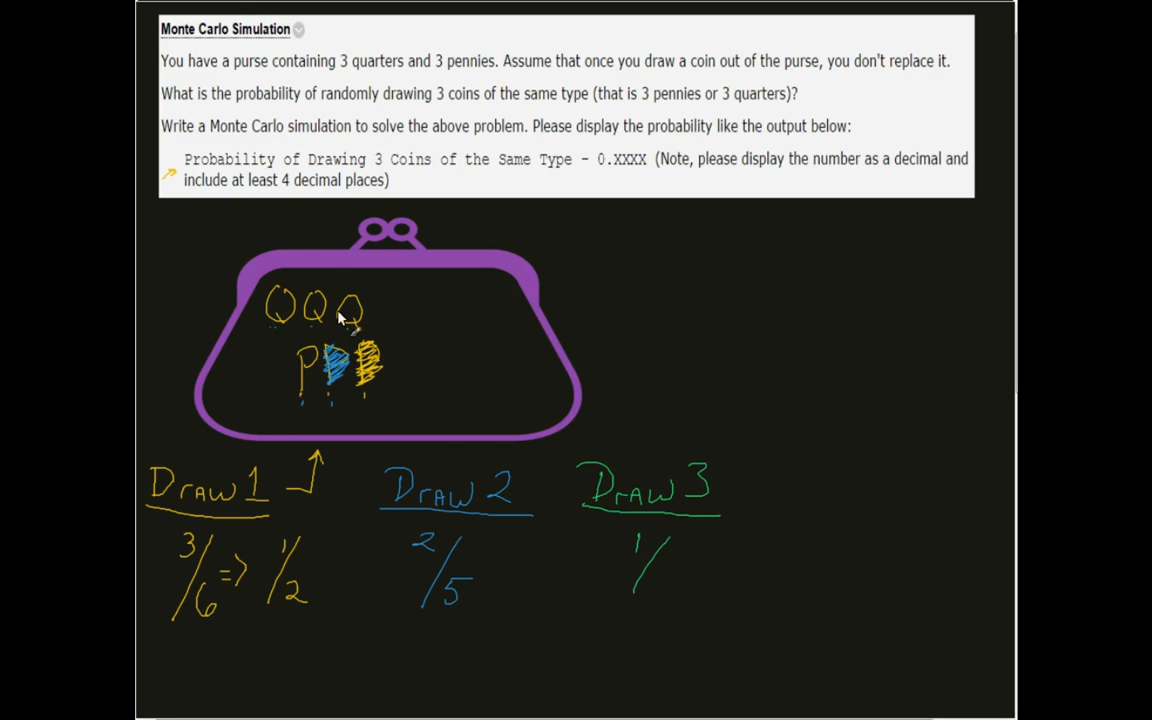 Monte Carlo Simulation
You have a purse containing 3 quarters and 3 pennies. Assume that once you draw a coin out of the purse, you don't replace it.
What is the probability of randomly drawing 3 coins of the same type (that is 3 pennies or 3 quarters)?
Write a Monte Carlo simulation to solve the above problem. Please display the probability like the output below:
Probability of Drawing 3 Coins of the Same Type - 0.XXXX (Note, please display the number as a decimal and
include at least 4 decimal places)
Q Q Q
P P P
Draw 1 Draw 2 Draw 3
3/6 => 1/2 2/5 1/